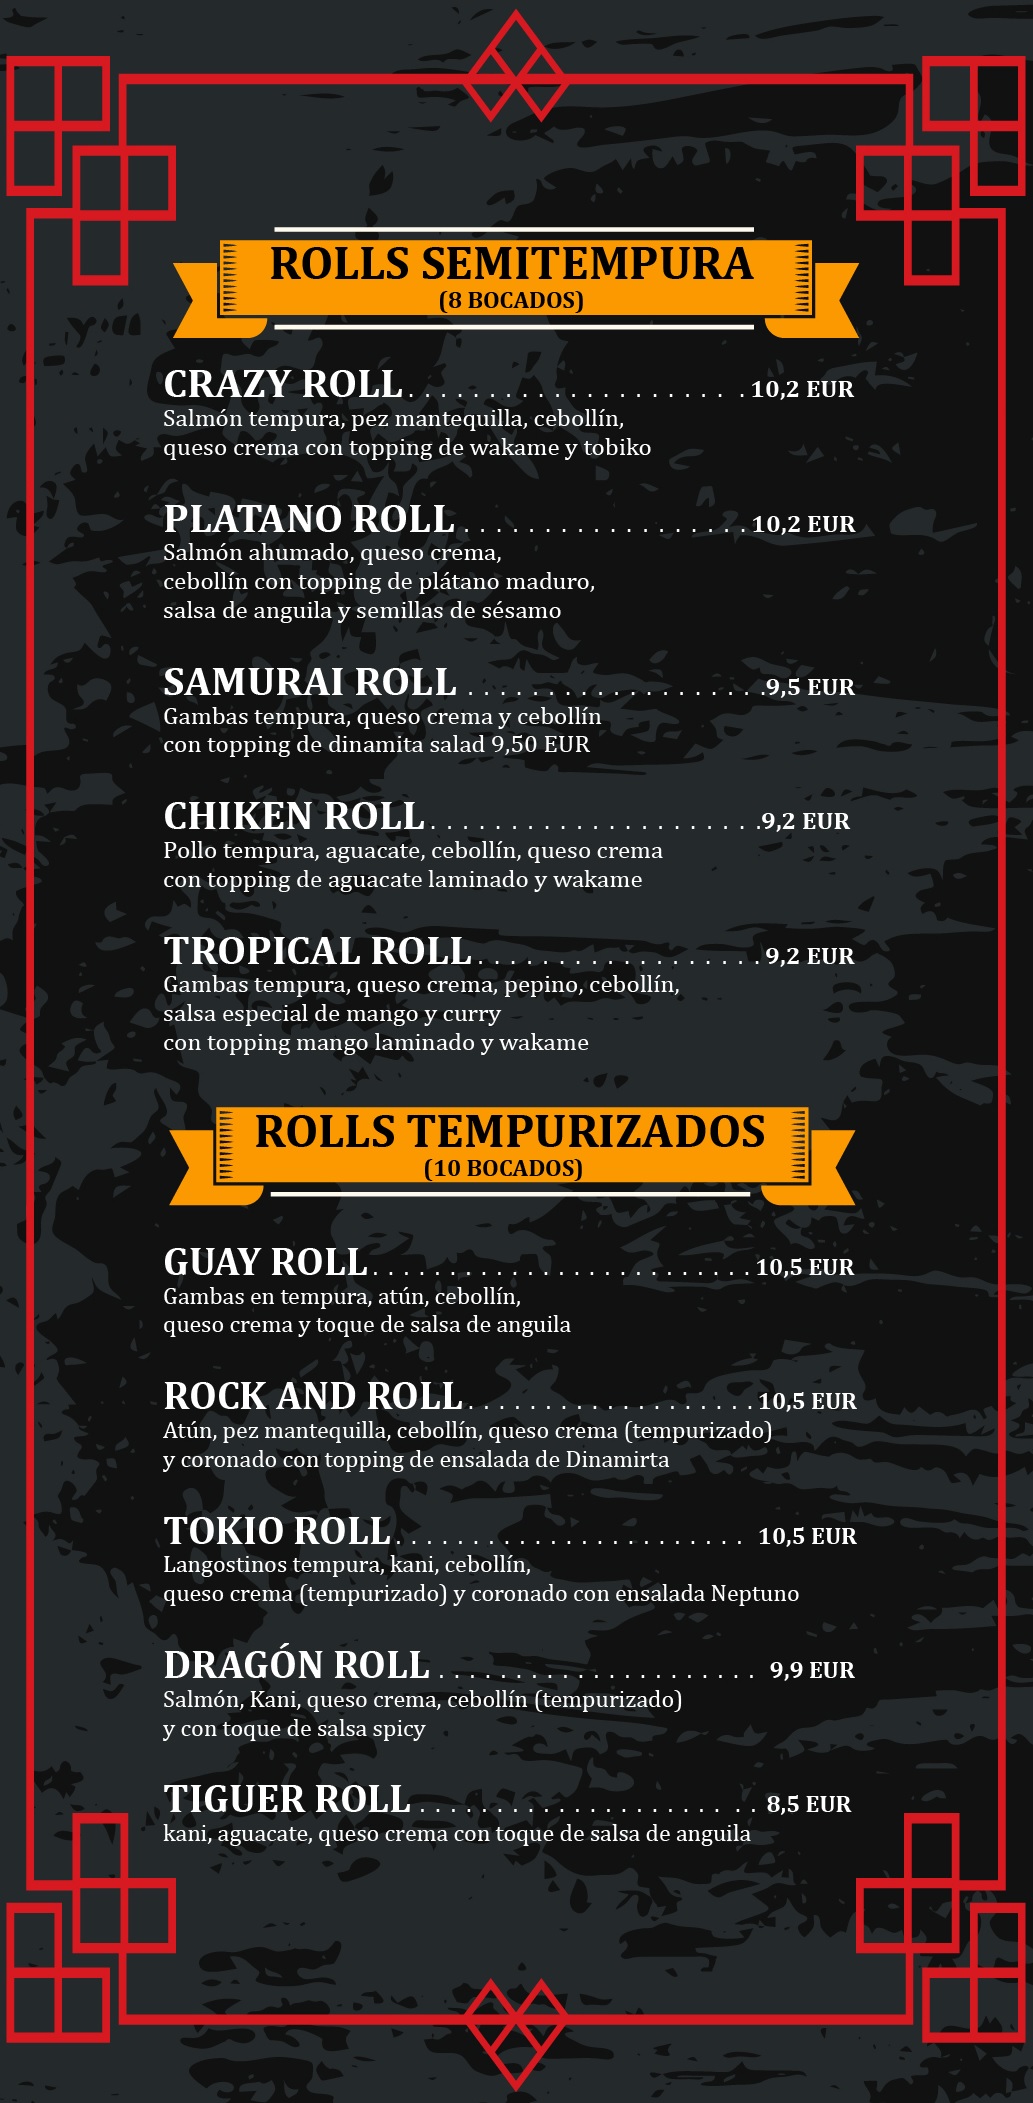 ROLLS SEMITEMPURA
(8 BOCADOS)
CRAZY ROLL . . . . . . . . . . . . . . . . . . . . . 10,2 EUR
Salmón tempura, pez mantequilla, cebollín,
queso crema con topping de wakame y tobiko
PLATANO ROLL . . . . . . . . . . . . . . . . . . 10,2 EUR
Salmón ahumado, queso crema,
cebollín con topping de plátano maduro,
salsa de anguila y semillas de sésamo
SAMURAI ROLL . . . . . . . . . . . . . . . . . . . 9,5 EUR
Gambas tempura, queso crema y cebollín
con topping de dinamita salad 9,50 EUR
CHIKEN ROLL . . . . . . . . . . . . . . . . . . . . . 9,2 EUR
Pollo tempura, aguacate, cebollín, queso crema
con topping de aguacate laminado y wakame
TROPICAL ROLL . . . . . . . . . . . . . . . . . . 9,2 EUR
Gambas tempura, queso crema, pepino, cebollín,
salsa especial de mango y curry
con topping mango laminado y wakame
ROLLS TEMPURIZADOS
(10 BOCADOS)
GUAY ROLL . . . . . . . . . . . . . . . . . . . . . . . . 10,5 EUR
Gambas en tempura, atún, cebollín,
queso crema y toque de salsa de anguila
ROCK AND ROLL . . . . . . . . . . . . . . . . . . 10,5 EUR
Atún, pez mantequilla, cebollín, queso crema (tempurizado)
y coronado con topping de ensalada de Dinamirta
TOKIO ROLL . . . . . . . . . . . . . . . . . . . . . . 10,5 EUR
Langostinos tempura, kani, cebollín,
queso crema (tempurizado) y coronado con ensalada Neptuno
DRAGÓN ROLL . . . . . . . . . . . . . . . . . . . . 9,9 EUR
Salmón, Kani, queso crema, cebollín (tempurizado)
y con toque de salsa spicy
TIGUER ROLL . . . . . . . . . . . . . . . . . . . . . 8,5 EUR
kani, aguacate, queso crema con toque de salsa de anguila